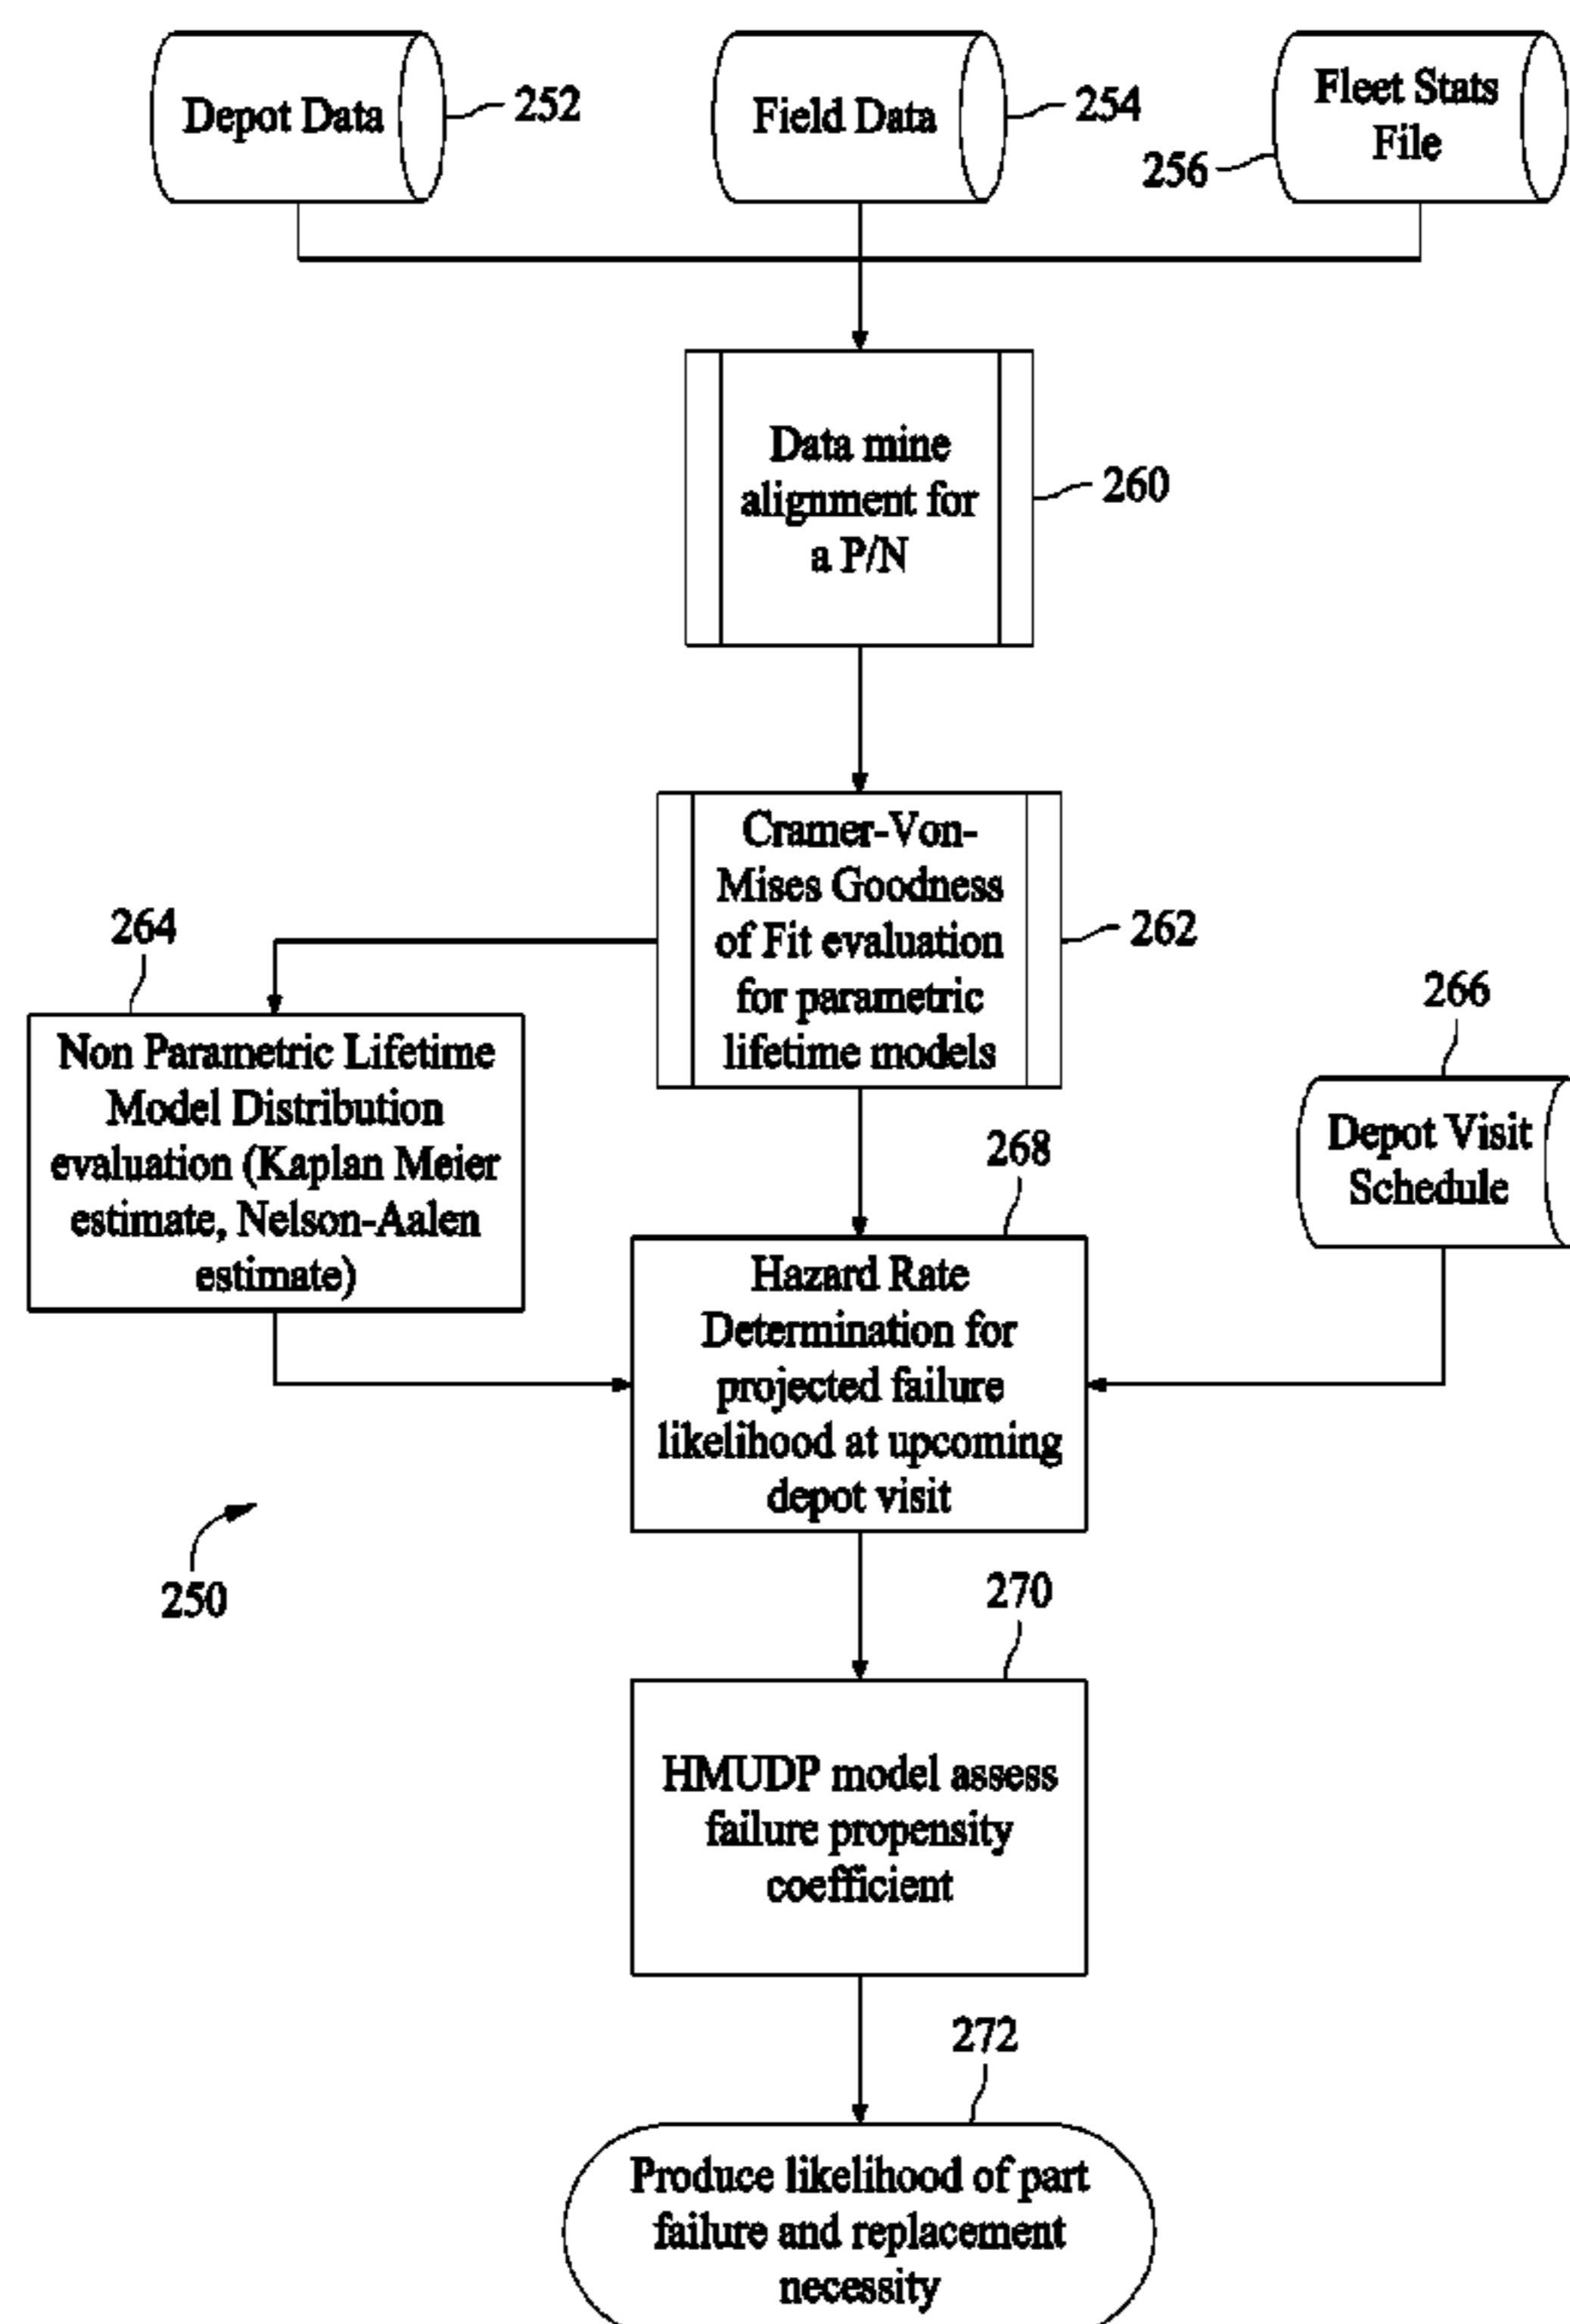 Depot Data
252
Field Data
254
Fleet Stats
File
256
Data mine
alignment for
a P/N
260
Cramer-Von-
Mises Goodness
of Fit evaluation
for parametric
lifetime models
262
264
Non Parametric Lifetime
Model Distribution
evaluation (Kaplan Meier
estimate, Nelson-Aalen
estimate)
266
Depot Visit
Schedule
268
Hazard Rate
Determination for
projected failure
likelihood at upcoming
depot visit
250
270
HMUDP model assess
failure propensity
coefficient
272
Produce likelihood of part
failure and replacement
necessity